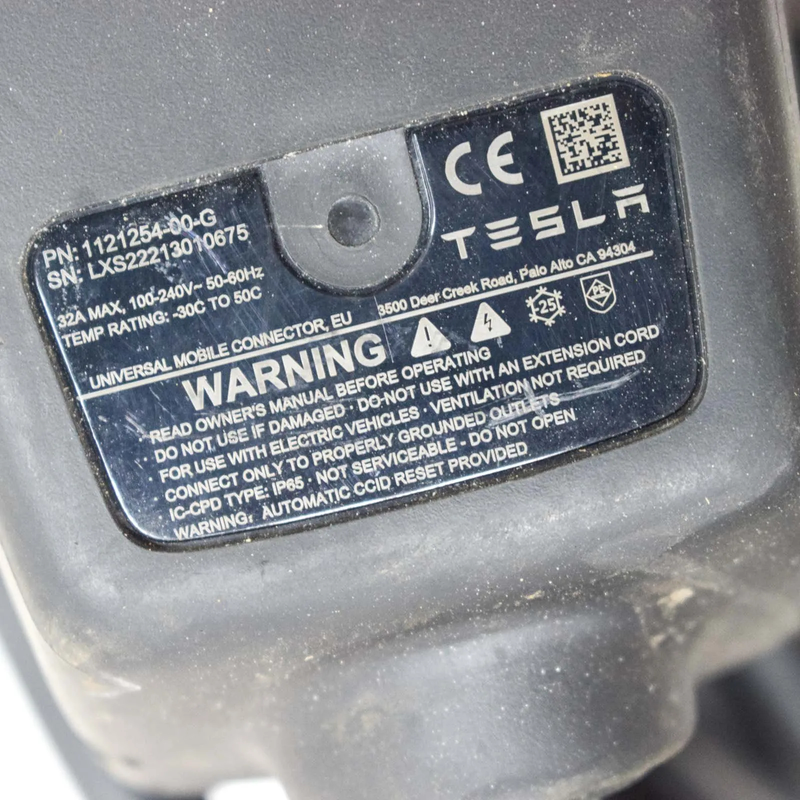 PN: 1121254-00-G
SN: LXS22213010675
CE
TESLA
32A MAX, 100-240V~ 50-60Hz
TEMP RATING: -30C TO 50C
UNIVERSAL MOBILE CONNECTOR, EU
3500 Deer Creek Road, Palo Alto CA 94304
WARNING
-25
PE
READ OWNER'S MANUAL BEFORE OPERATING
DO NOT USE IF DAMAGED · DO NOT USE WITH AN EXTENSION CORD
FOR USE WITH ELECTRIC VEHICLES · VENTILATION NOT REQUIRED
CONNECT ONLY TO PROPERLY GROUNDED OUTLETS
IC-CPD TYPE: IP65 · NOT SERVICEABLE - DO NOT OPEN
WARNING: AUTOMATIC CCID RESET PROVIDED